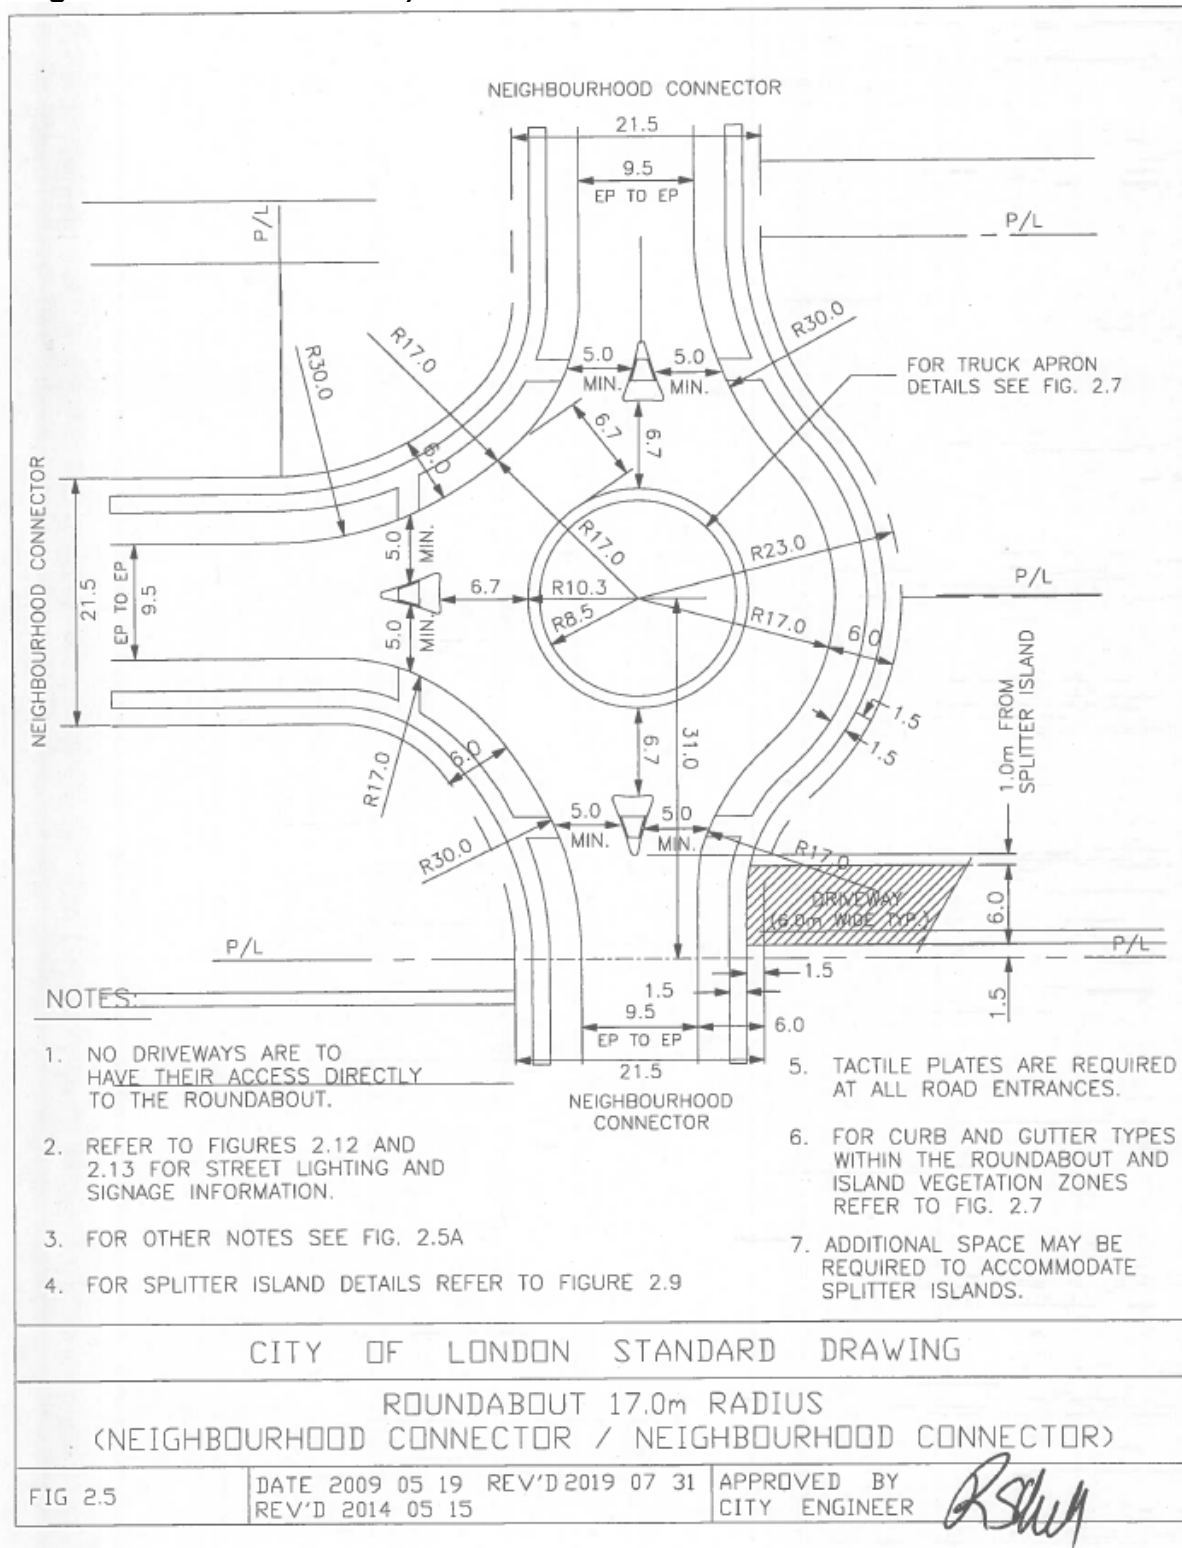 NEIGHBOURHOOD CONNECTOR
21.5
9.5
EP TO EP
P/L
P/L
R30.0
R17.0
R30.0
5.0
MIN.
5.0
MIN.
FOR TRUCK APRON
DETAILS SEE FIG. 2.7
6.7
6.7
6.0
NEIGHBOURHOOD CONNECTOR
21.5
EP TO EP
9.5
5.0
MIN.
5.0
MIN.
6.7
R17.0
R10.3
R8.5
R23.0
R17.0
6.0
P/L
1.5
1.5
1.0m FROM
SPLITTER ISLAND
6.7
31.0
R17.0
6.0
R30.0
5.0
MIN.
5.0
MIN.
R17.0
DRIVEWAY
(6.0m WIDE TYP.)
6.0
P/L
P/L
1.5
1.5
1.5
9.5
EP TO EP
6.0
21.5
NEIGHBOURHOOD
CONNECTOR
NOTES:
1. NO DRIVEWAYS ARE TO
HAVE THEIR ACCESS DIRECTLY
TO THE ROUNDABOUT.
2. REFER TO FIGURES 2.12 AND
2.13 FOR STREET LIGHTING AND
SIGNAGE INFORMATION.
3. FOR OTHER NOTES SEE FIG. 2.5A
4. FOR SPLITTER ISLAND DETAILS REFER TO FIGURE 2.9
5. TACTILE PLATES ARE REQUIRED
AT ALL ROAD ENTRANCES.
6. FOR CURB AND GUTTER TYPES
WITHIN THE ROUNDABOUT AND
ISLAND VEGETATION ZONES
REFER TO FIG. 2.7
7. ADDITIONAL SPACE MAY BE
REQUIRED TO ACCOMMODATE
SPLITTER ISLANDS.
CITY OF LONDON STANDARD DRAWING
ROUNDABOUT 17.0m RADIUS
(NEIGHBOURHOOD CONNECTOR / NEIGHBOURHOOD CONNECTOR)
FIG 2.5
DATE 2009 05 19 REV'D 2019 07 31
REV'D 2014 05 15
APPROVED BY
CITY ENGINEER